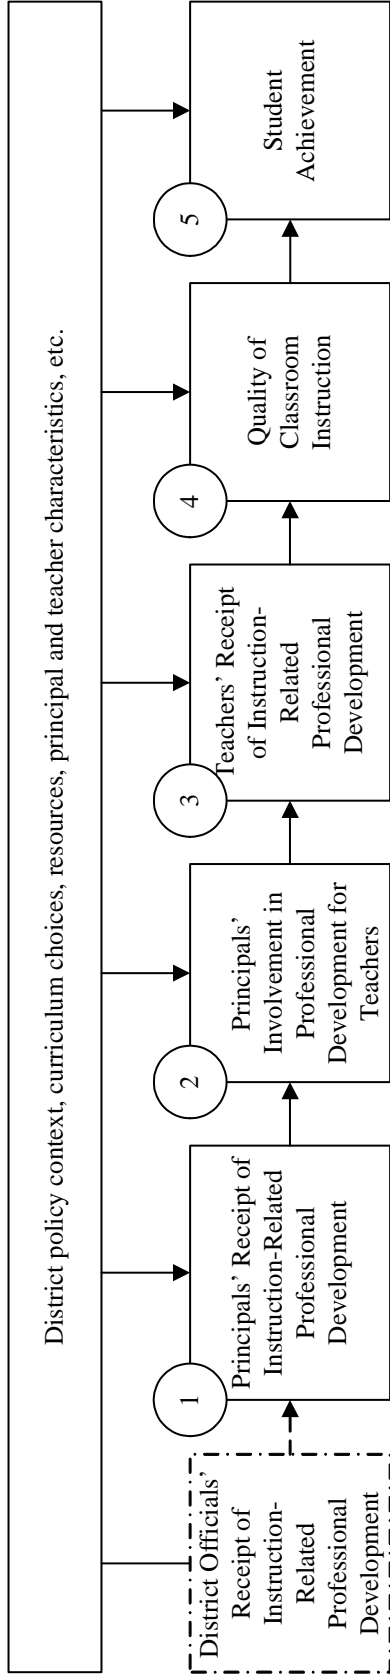 District policy context, curriculum choices, resources, principal and teacher characteristics, etc.
District Officials’
Receipt of
Instruction-
Related
Professional
Development
1
Principals’ Receipt of
Instruction-Related
Professional
Development
2
Principals’
Involvement in
Professional
Development for
Teachers
3
Teachers’ Receipt
of Instruction-
Related
Professional
Development
4
Quality of
Classroom
Instruction
5
Student
Achievement